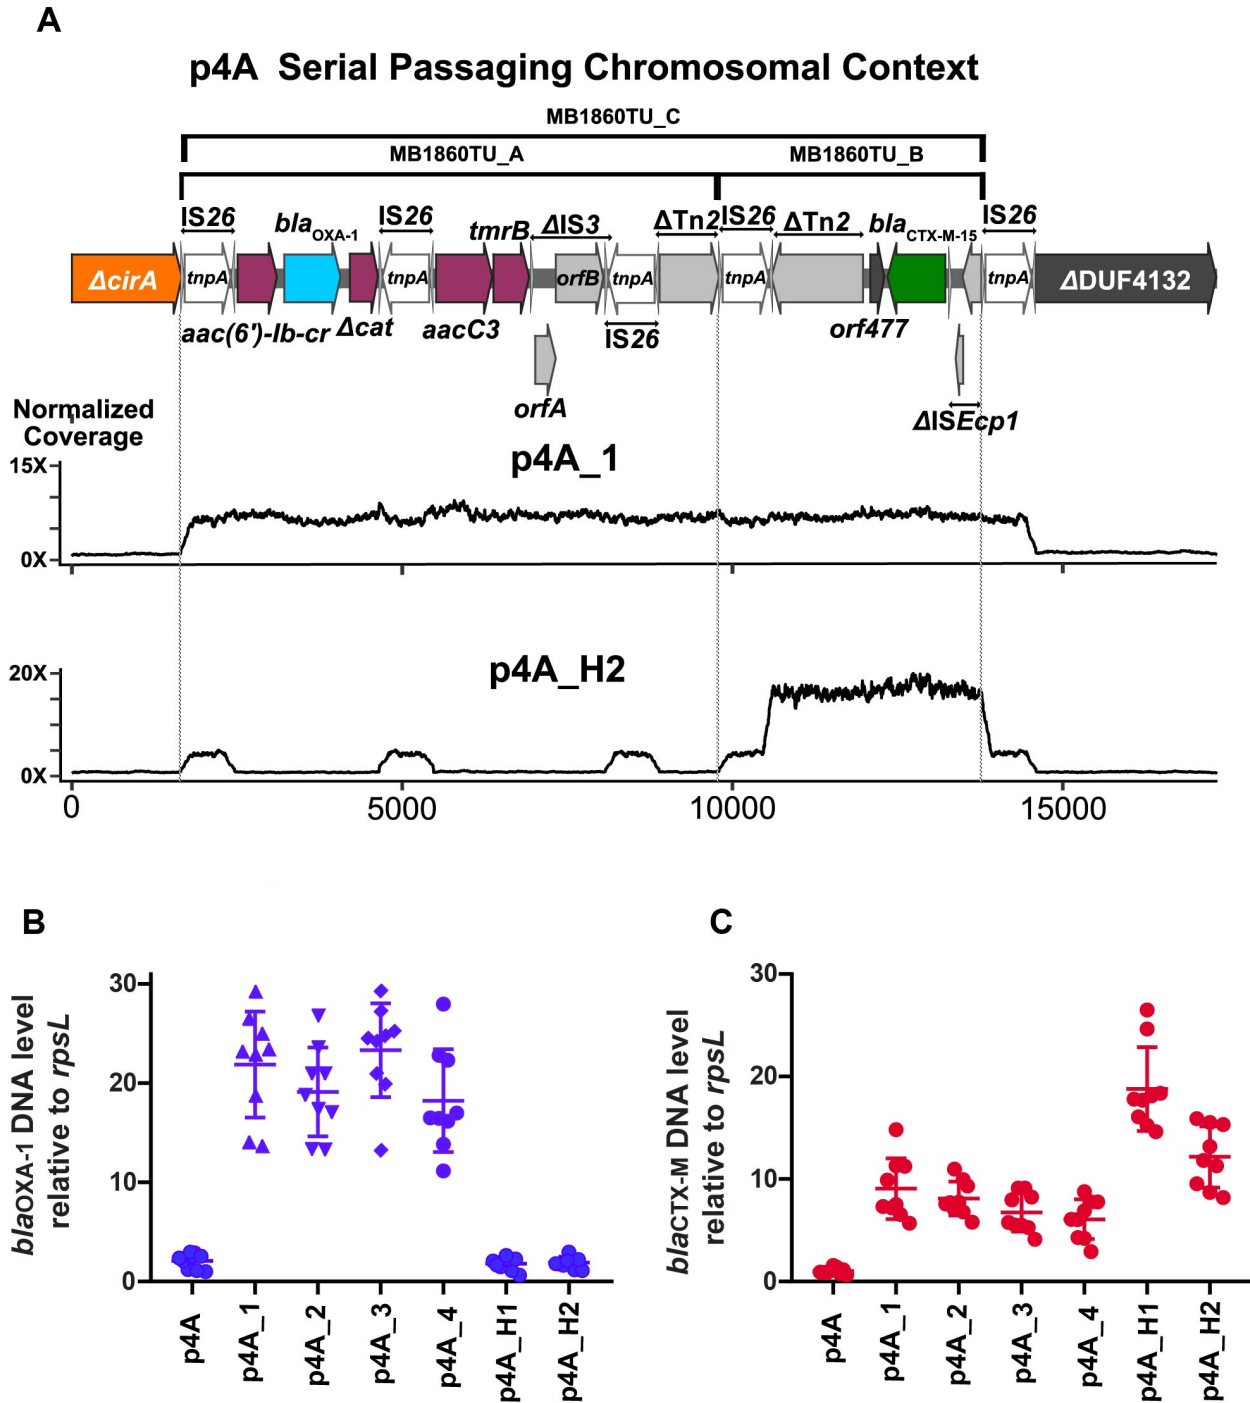 A
p4A Serial Passaging Chromosomal Context
MB1860TU_C
MB1860TU_A MB1860TU_B
IS26 blaOXA-1 IS26 tmrB ΔIS3 ΔTn2 IS26 ΔTn2 blaCTX-M-15 IS26
ΔcirA tnpA tnpA orfB tnpA tnpA tnpA ΔDUF4132
aac(6')-Ib-cr Δcat aacC3 IS26 orf477
orfA ΔISEcp1
Normalized
Coverage
p4A_1
15X
0X
p4A_H2
20X
0X
0 5000 10000 15000
B
blaOXA-1 DNA level
relative to rpsL
30
20
10
0
p4A p4A_1 p4A_2 p4A_3 p4A_4 p4A_H1 p4A_H2
C
blaCTX-M DNA level
relative to rpsL
30
20
10
0
p4A p4A_1 p4A_2 p4A_3 p4A_4 p4A_H1 p4A_H2